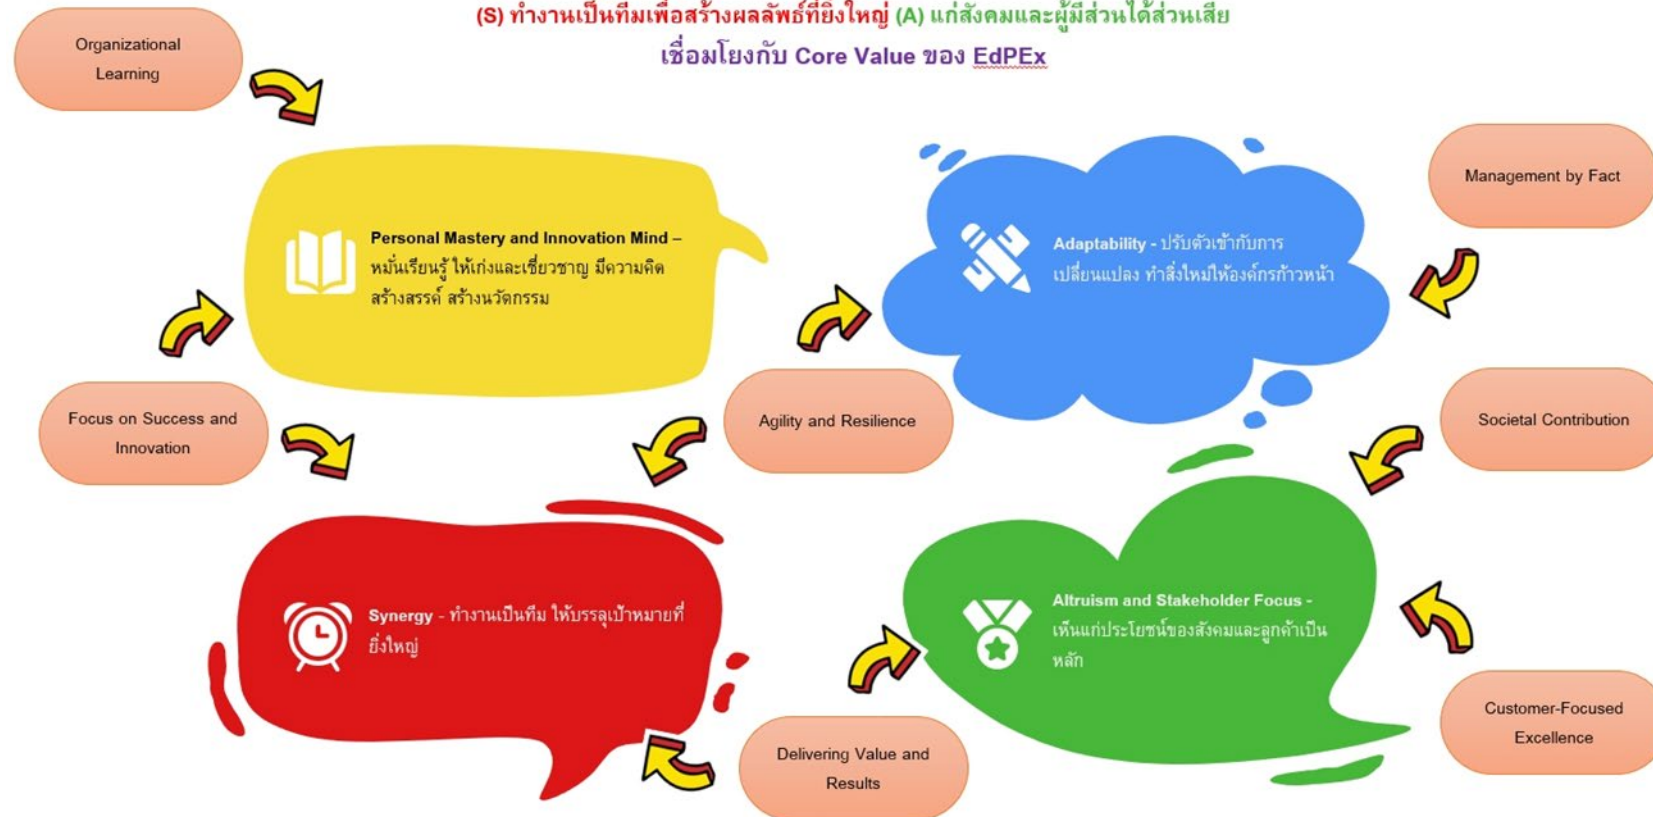 (S) ทำงานเป็นทีมเพื่อสร้างผลลัพธ์ที่ยิ่งใหญ่ (A) แก่สังคมและผู้มีส่วนได้ส่วนเสีย
เชื่อมโยงกับ Core Value ของ EdPEx
Organizational
Learning
Personal Mastery and Innovation Mind –
หมั่นเรียนรู้ ให้เก่งและเชี่ยวชาญ มีความคิด
สร้างสรรค์ สร้างนวัตกรรม
Adaptability - ปรับตัวเข้ากับการ
เปลี่ยนแปลง ทำสิ่งใหม่ให้องค์กรก้าวหน้า
Management by Fact
Focus on Success and
Innovation
Agility and Resilience
Societal Contribution
Synergy - ทำงานเป็นทีม ให้บรรลุเป้าหมายที่
ยิ่งใหญ่
Altruism and Stakeholder Focus -
เห็นแก่ประโยชน์ของสังคมและลูกค้าเป็น
หลัก
Delivering Value and
Results
Customer-Focused
Excellence